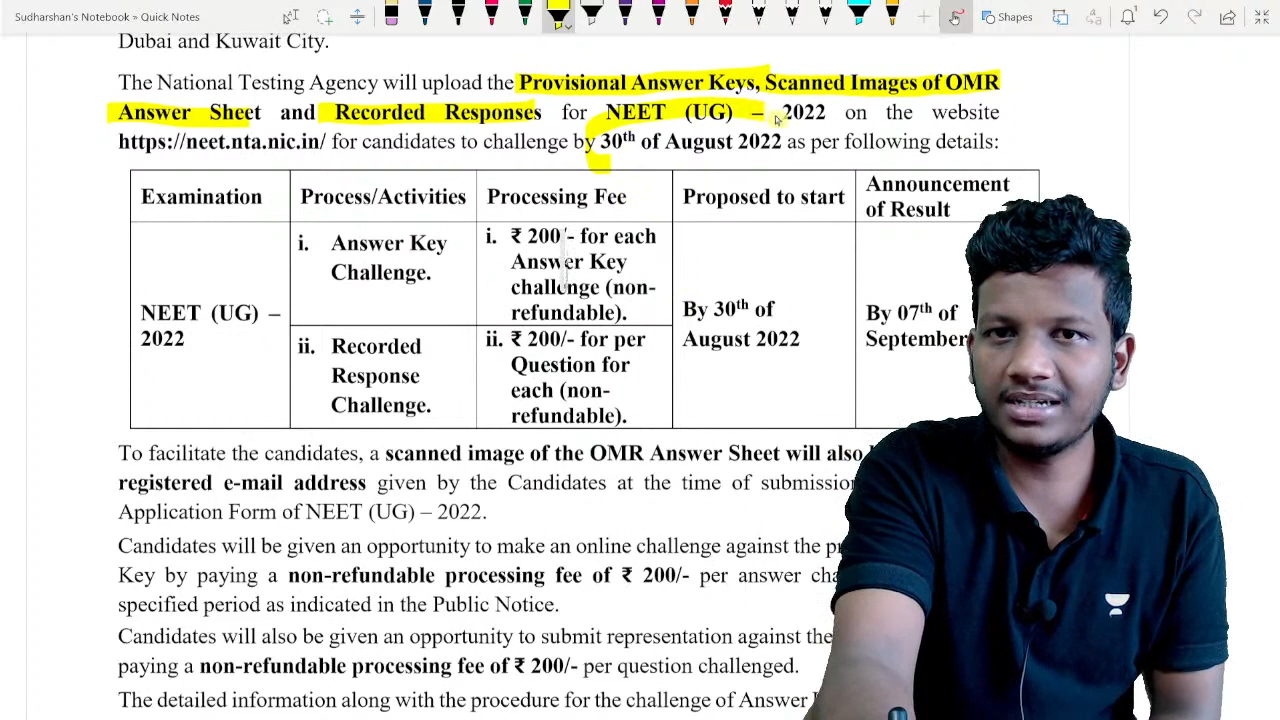 Sudharshan's Notebook » Quick Notes
Shapes
Dubai and Kuwait City.
The National Testing Agency will upload the Provisional Answer Keys, Scanned Images of OMR
Answer Sheet and Recorded Responses for NEET (UG) – 2022 on the website
https://neet.nta.nic.in/ for candidates to challenge by 30th of August 2022 as per following details:
Examination Process/Activities Processing Fee Proposed to start Announcement
of Result
NEET (UG) –
2022
i. Answer Key
Challenge.
i. ₹ 200/- for each
Answer Key
challenge (non-
refundable).
ii. Recorded
Response
Challenge.
ii. ₹ 200/- for per
Question for
each (non-
refundable).
By 30th of
August 2022
By 07th of
September
To facilitate the candidates, a scanned image of the OMR Answer Sheet will also
registered e-mail address given by the Candidates at the time of submission
Application Form of NEET (UG) – 2022.
Candidates will be given an opportunity to make an online challenge against the
Key by paying a non-refundable processing fee of ₹ 200/- per answer
specified period as indicated in the Public Notice.
Candidates will also be given an opportunity to submit representation against the
paying a non-refundable processing fee of ₹ 200/- per question challenged.
The detailed information along with the procedure for the challenge of Answer